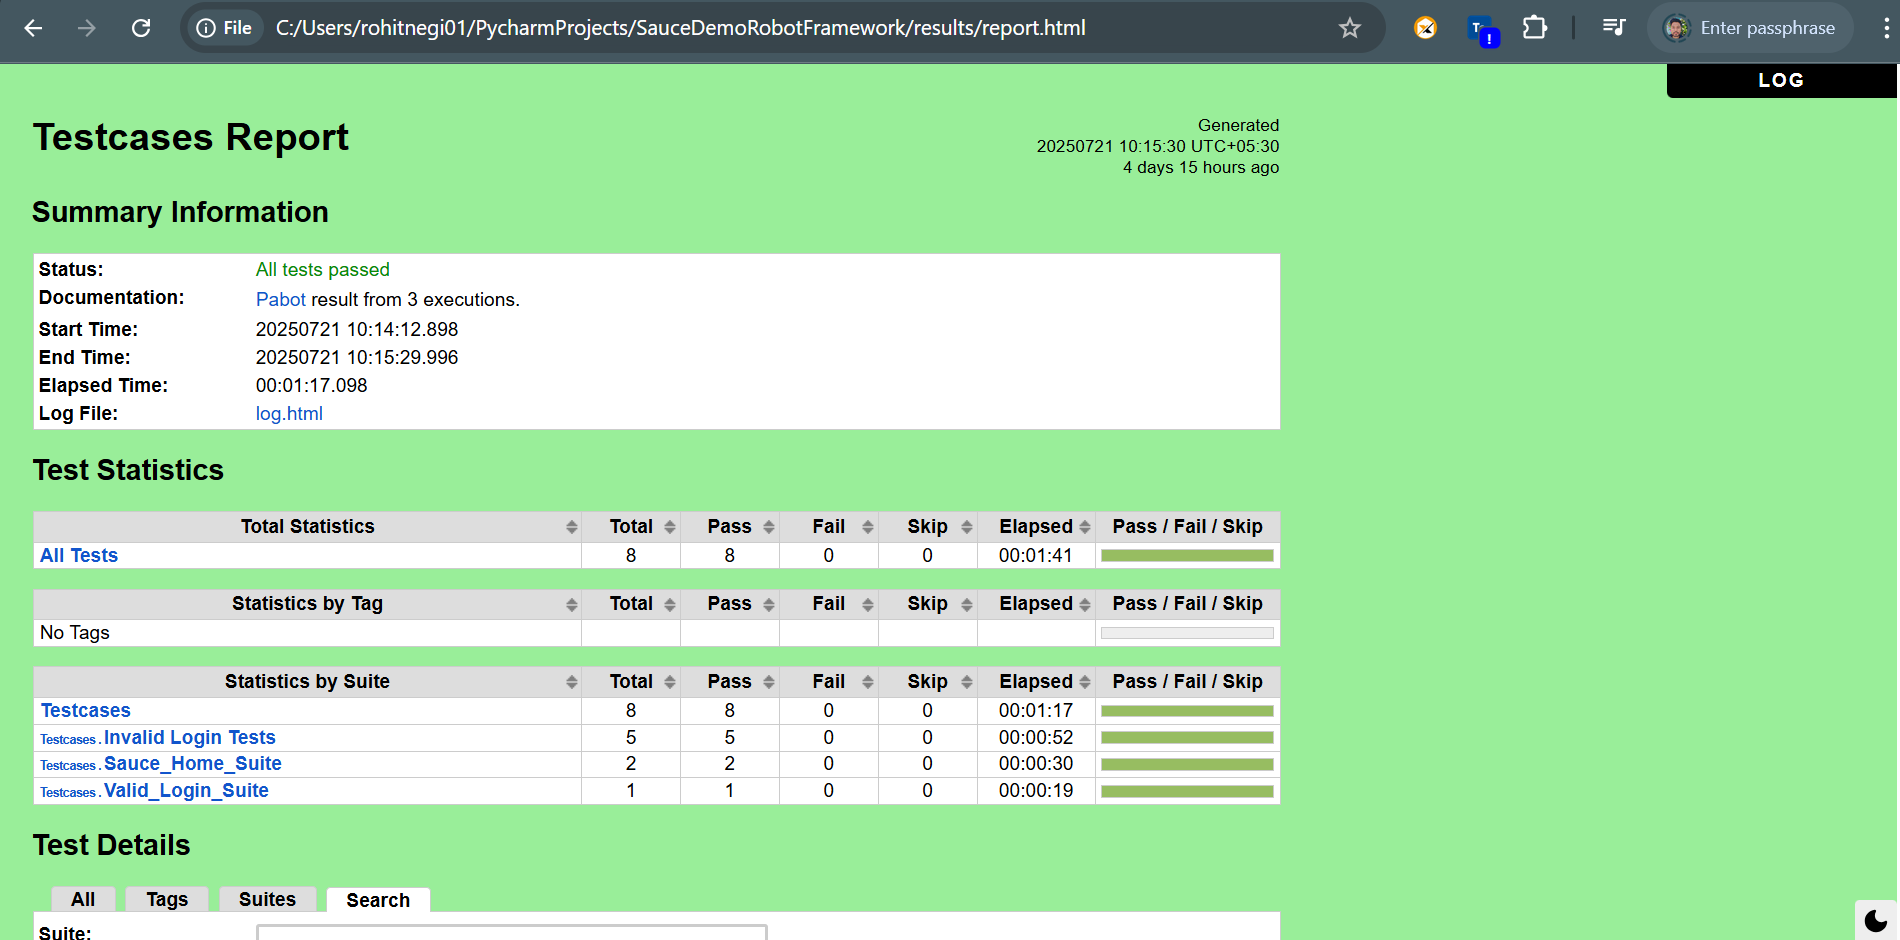 File C:/Users/rohitnegi01/PycharmProjects/SauceDemoRobotFramework/results/report.html Enter passphrase
LOG
Testcases Report
Generated
20250721 10:15:30 UTC+05:30
4 days 15 hours ago
Summary Information
Status: All tests passed
Documentation: Pabot result from 3 executions.
Start Time: 20250721 10:14:12.898
End Time: 20250721 10:15:29.996
Elapsed Time: 00:01:17.098
Log File: log.html
Test Statistics
Total Statistics Total Pass Fail Skip Elapsed Pass / Fail / Skip
All Tests 8 8 0 0 00:01:41
Statistics by Tag Total Pass Fail Skip Elapsed Pass / Fail / Skip
No Tags
Statistics by Suite Total Pass Fail Skip Elapsed Pass / Fail / Skip
Testcases 8 8 0 0 00:01:17
Testcases . Invalid Login Tests 5 5 0 0 00:00:52
Testcases . Sauce_Home_Suite 2 2 0 0 00:00:30
Testcases . Valid_Login_Suite 1 1 0 0 00:00:19
Test Details
All Tags Suites Search
Suite: